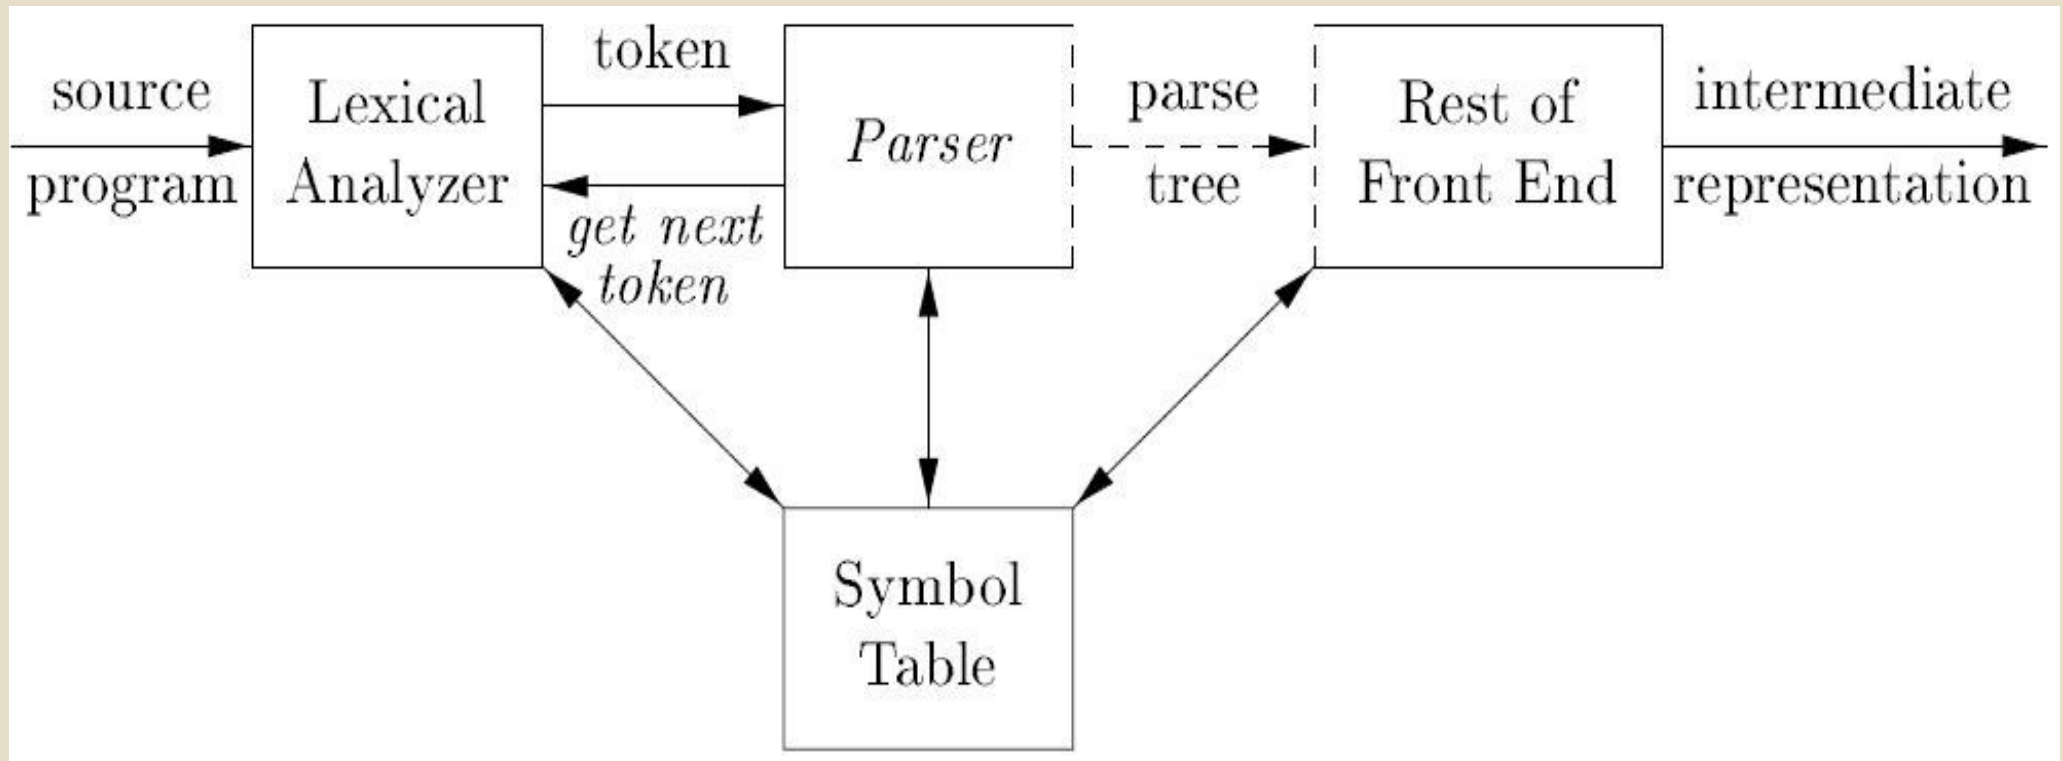 source
program
Lexical
Analyzer
token
get next
token
Parser
parse
tree
Rest of
Front End
intermediate
representation
Symbol
Table